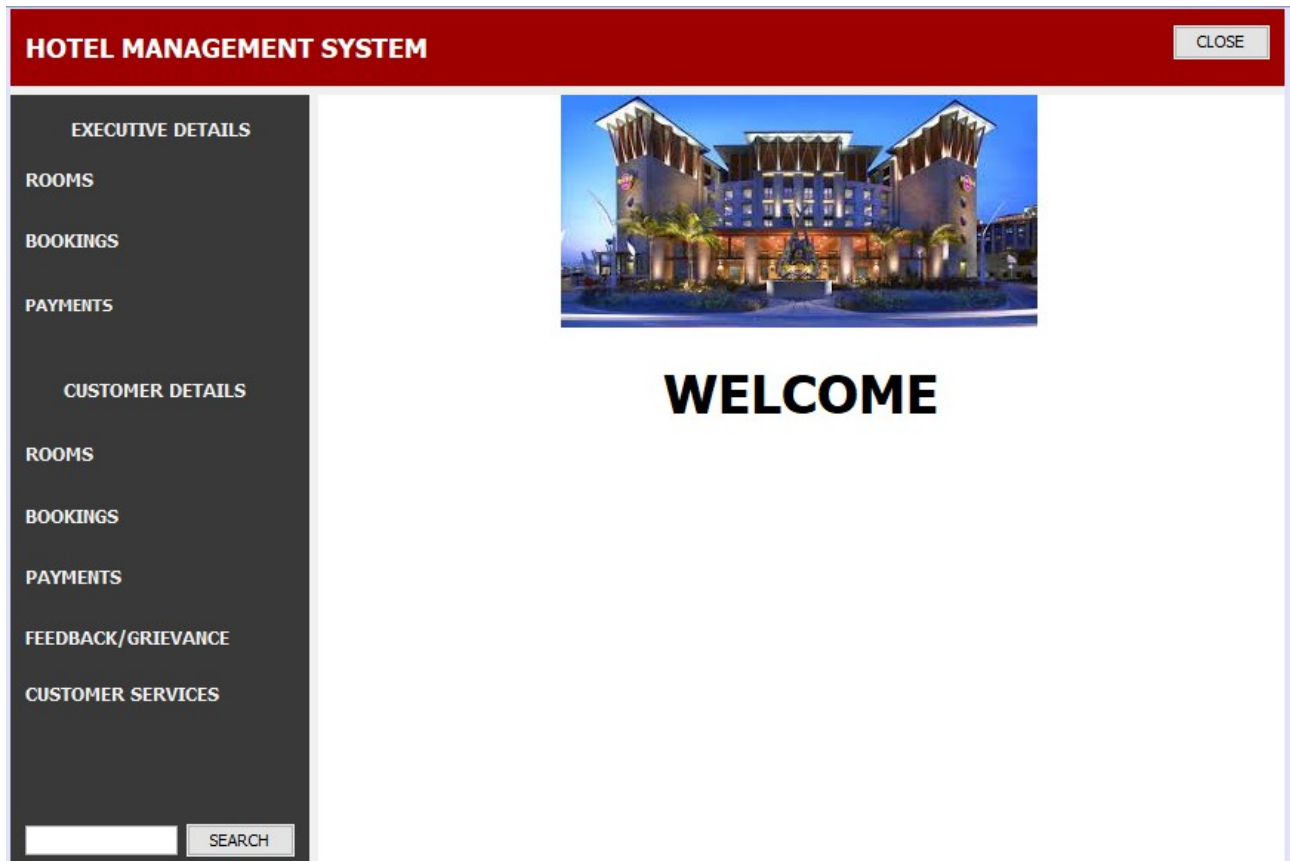 HOTEL MANAGEMENT SYSTEM
CLOSE
EXECUTIVE DETAILS
ROOMS
BOOKINGS
PAYMENTS
CUSTOMER DETAILS
ROOMS
BOOKINGS
PAYMENTS
FEEDBACK/GRIEVANCE
CUSTOMER SERVICES
SEARCH
WELCOME